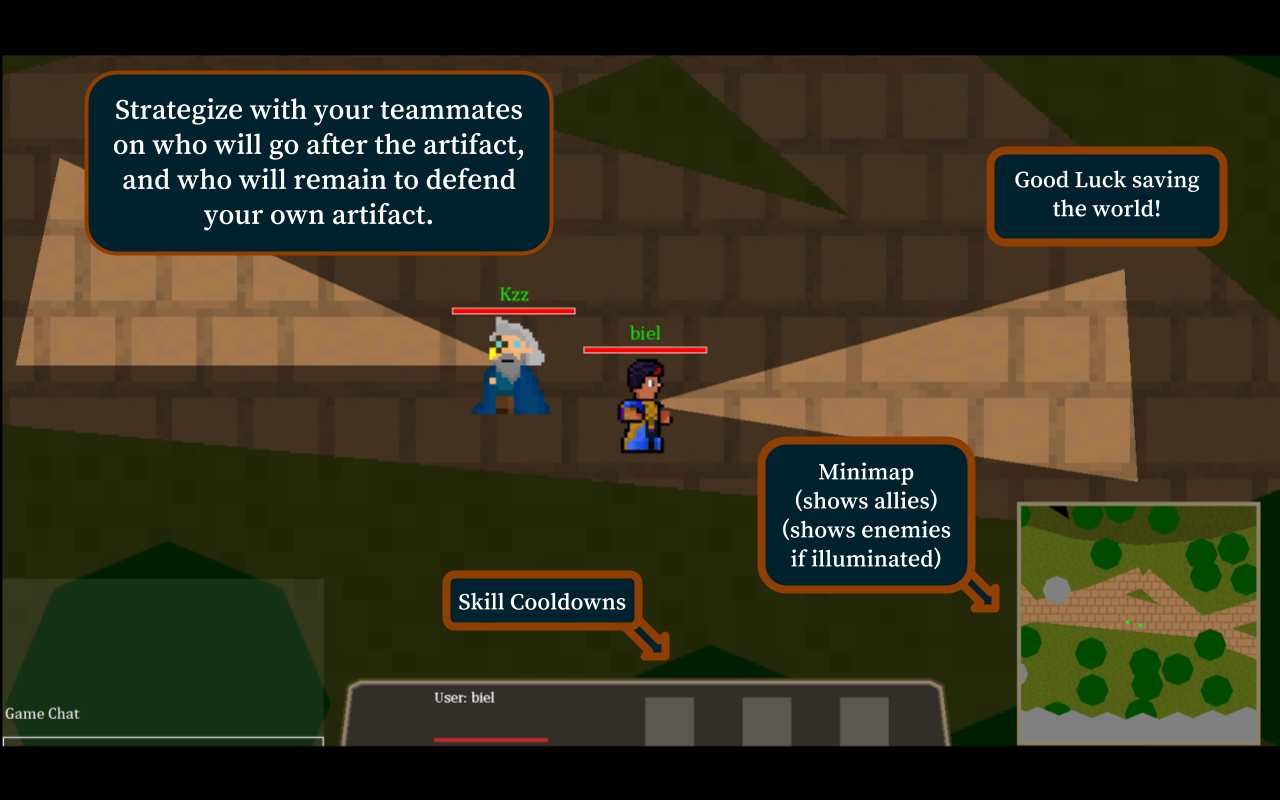 Strategize with your teammates
on who will go after the artifact,
and who will remain to defend
your own artifact.
Good Luck saving
the world!
Kzz
biel
Minimap
(shows allies)
(shows enemies
if illuminated)
Skill Cooldowns
User: biel
Game Chat